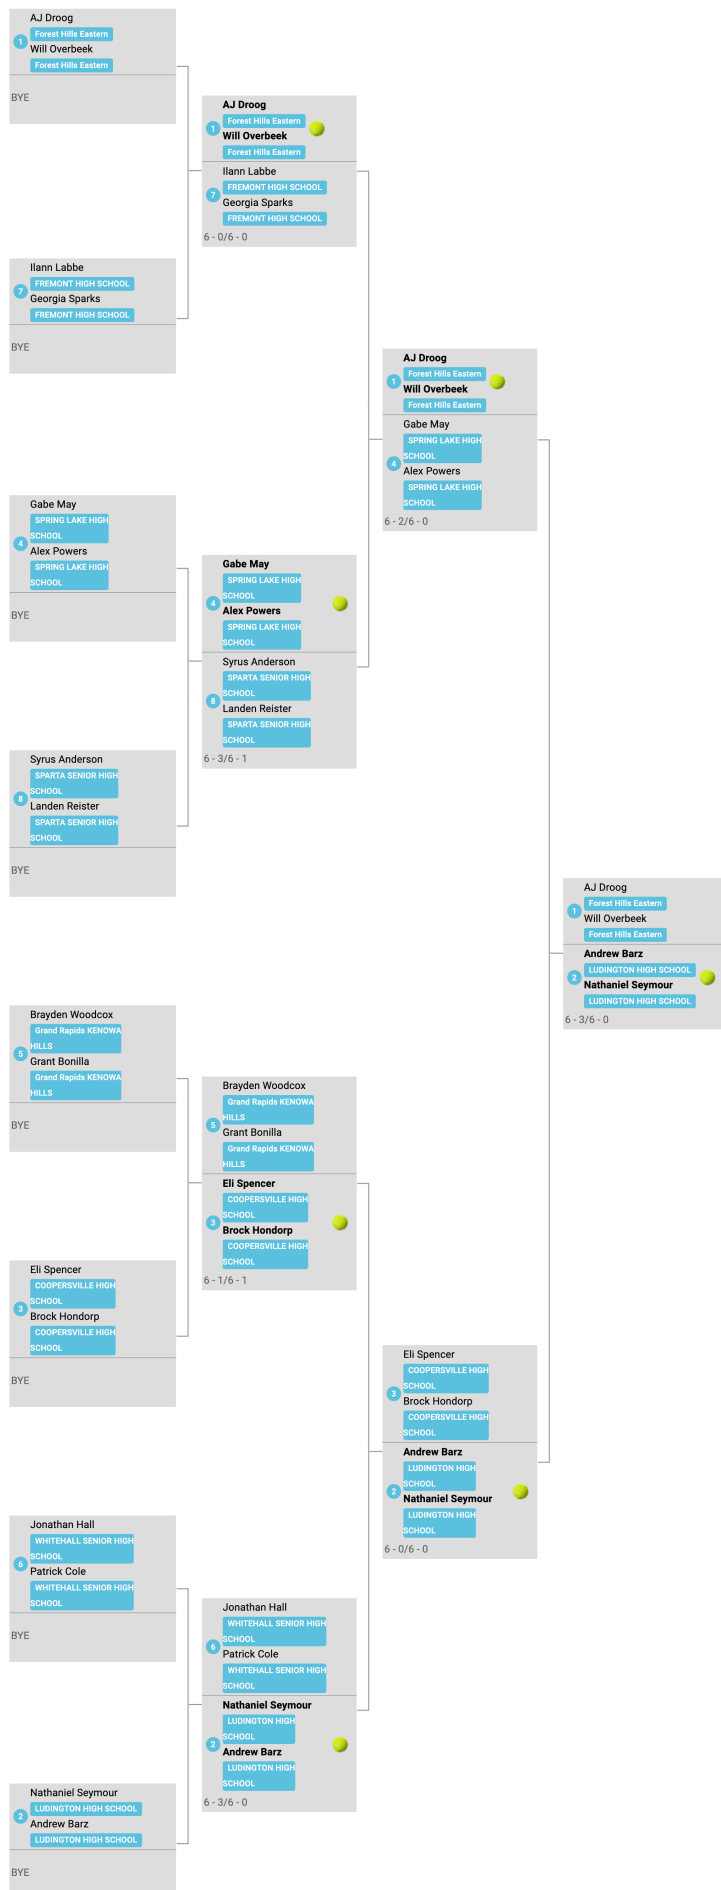 AJ Droog
1
Forest Hills Eastern
Will Overbeek
Forest Hills Eastern
BYE
Ilann Labbe
7
FREMONT HIGH SCHOOL
Georgia Sparks
FREMONT HIGH SCHOOL
BYE
Gabe May
SPRING LAKE HIGH
SCHOOL
4
Alex Powers
SPRING LAKE HIGH
SCHOOL
BYE
Syrus Anderson
SPARTA SENIOR HIGH
SCHOOL
8
Landen Reister
SPARTA SENIOR HIGH
SCHOOL
BYE
Brayden Woodcox
Grand Rapids KENOWA
HILLS
5
Grant Bonilla
Grand Rapids KENOWA
HILLS
BYE
Eli Spencer
COOPERSVILLE HIGH
SCHOOL
3
Brock Hondorp
COOPERSVILLE HIGH
SCHOOL
BYE
Jonathan Hall
WHITEHALL SENIOR HIGH
SCHOOL
6
Patrick Cole
WHITEHALL SENIOR HIGH
SCHOOL
BYE
Nathaniel Seymour
2
LUDINGTON HIGH SCHOOL
Andrew Barz
LUDINGTON HIGH SCHOOL
BYE
AJ Droog
1
Forest Hills Eastern
Will Overbeek
Forest Hills Eastern
Ilann Labbe
7
FREMONT HIGH SCHOOL
Georgia Sparks
FREMONT HIGH SCHOOL
6 - 0/6 - 0
Gabe May
SPRING LAKE HIGH
SCHOOL
4
Alex Powers
SPRING LAKE HIGH
SCHOOL
Syrus Anderson
SPARTA SENIOR HIGH
SCHOOL
8
Landen Reister
SPARTA SENIOR HIGH
SCHOOL
6 - 3/6 - 1
Brayden Woodcox
Grand Rapids KENOWA
HILLS
5
Grant Bonilla
Grand Rapids KENOWA
HILLS
Eli Spencer
COOPERSVILLE HIGH
SCHOOL
3
Brock Hondorp
COOPERSVILLE HIGH
SCHOOL
6 - 1/6 - 1
Jonathan Hall
WHITEHALL SENIOR HIGH
SCHOOL
6
Patrick Cole
WHITEHALL SENIOR HIGH
SCHOOL
Nathaniel Seymour
LUDINGTON HIGH
SCHOOL
2
Andrew Barz
LUDINGTON HIGH
SCHOOL
6 - 3/6 - 0
AJ Droog
1
Forest Hills Eastern
Will Overbeek
Forest Hills Eastern
Gabe May
SPRING LAKE HIGH
SCHOOL
4
Alex Powers
SPRING LAKE HIGH
SCHOOL
6 - 2/6 - 0
Eli Spencer
COOPERSVILLE HIGH
SCHOOL
3
Brock Hondorp
COOPERSVILLE HIGH
SCHOOL
Andrew Barz
LUDINGTON HIGH
SCHOOL
2
Nathaniel Seymour
LUDINGTON HIGH
SCHOOL
6 - 0/6 - 0
AJ Droog
1
Forest Hills Eastern
Will Overbeek
Forest Hills Eastern
Andrew Barz
2
LUDINGTON HIGH SCHOOL
Nathaniel Seymour
LUDINGTON HIGH SCHOOL
6 - 3/6 - 0